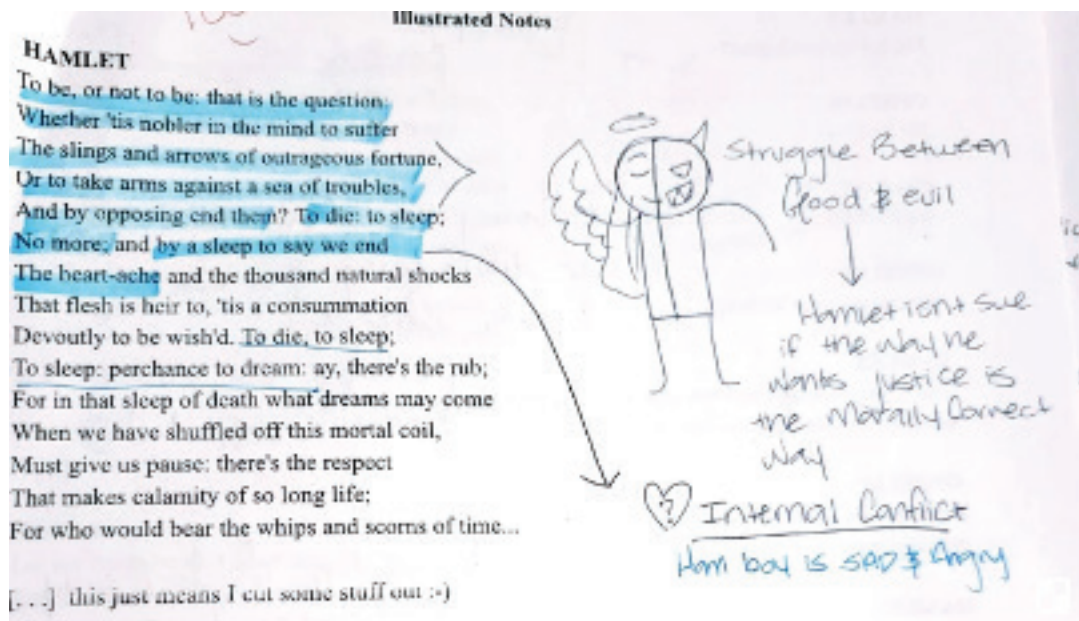 Illustrated Notes
HAMLET
To be, or not to be: that is the question:
Whether 'tis nobler in the mind to suffer
The slings and arrows of outrageous fortune,
Or to take arms against a sea of troubles,
And by opposing end them? To die: to sleep;
No more; and by a sleep to say we end
The heart-ache and the thousand natural shocks
That flesh is heir to, 'tis a consummation
Devoutly to be wish'd. To die, to sleep;
To sleep: perchance to dream: ay, there's the rub;
For in that sleep of death what dreams may come
When we have shuffled off this mortal coil,
Must give us pause: there's the respect
That makes calamity of so long life;
For who would bear the whips and scorns of time...
[. . .] this just means I cut some stuff out :-)
Struggle Between
Good & evil
Hamlet isnt sue
if the way he
wants justice is
the Morally Correct
way
? Internal Conflict
Ham boy is SAD & Angry